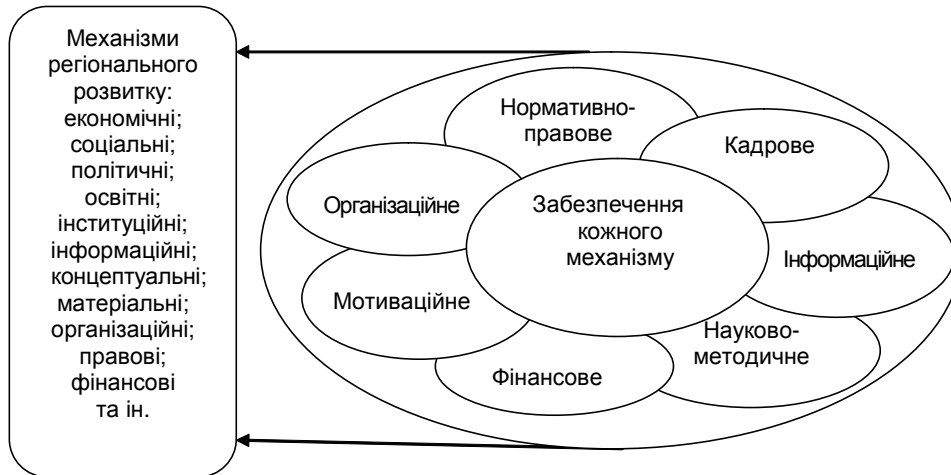 Механізми
регіонального
розвитку:
економічні;
соціальні;
політичні;
освітні;
інституційні;
інформаційні;
концептуальні;
матеріальні;
організаційні;
правові;
фінансові
та ін.
Нормативно-
правове
Кадрове
Організаційне
Забезпечення
кожного
механізму
Інформаційне
Мотиваційне
Науково-
методичне
Фінансове